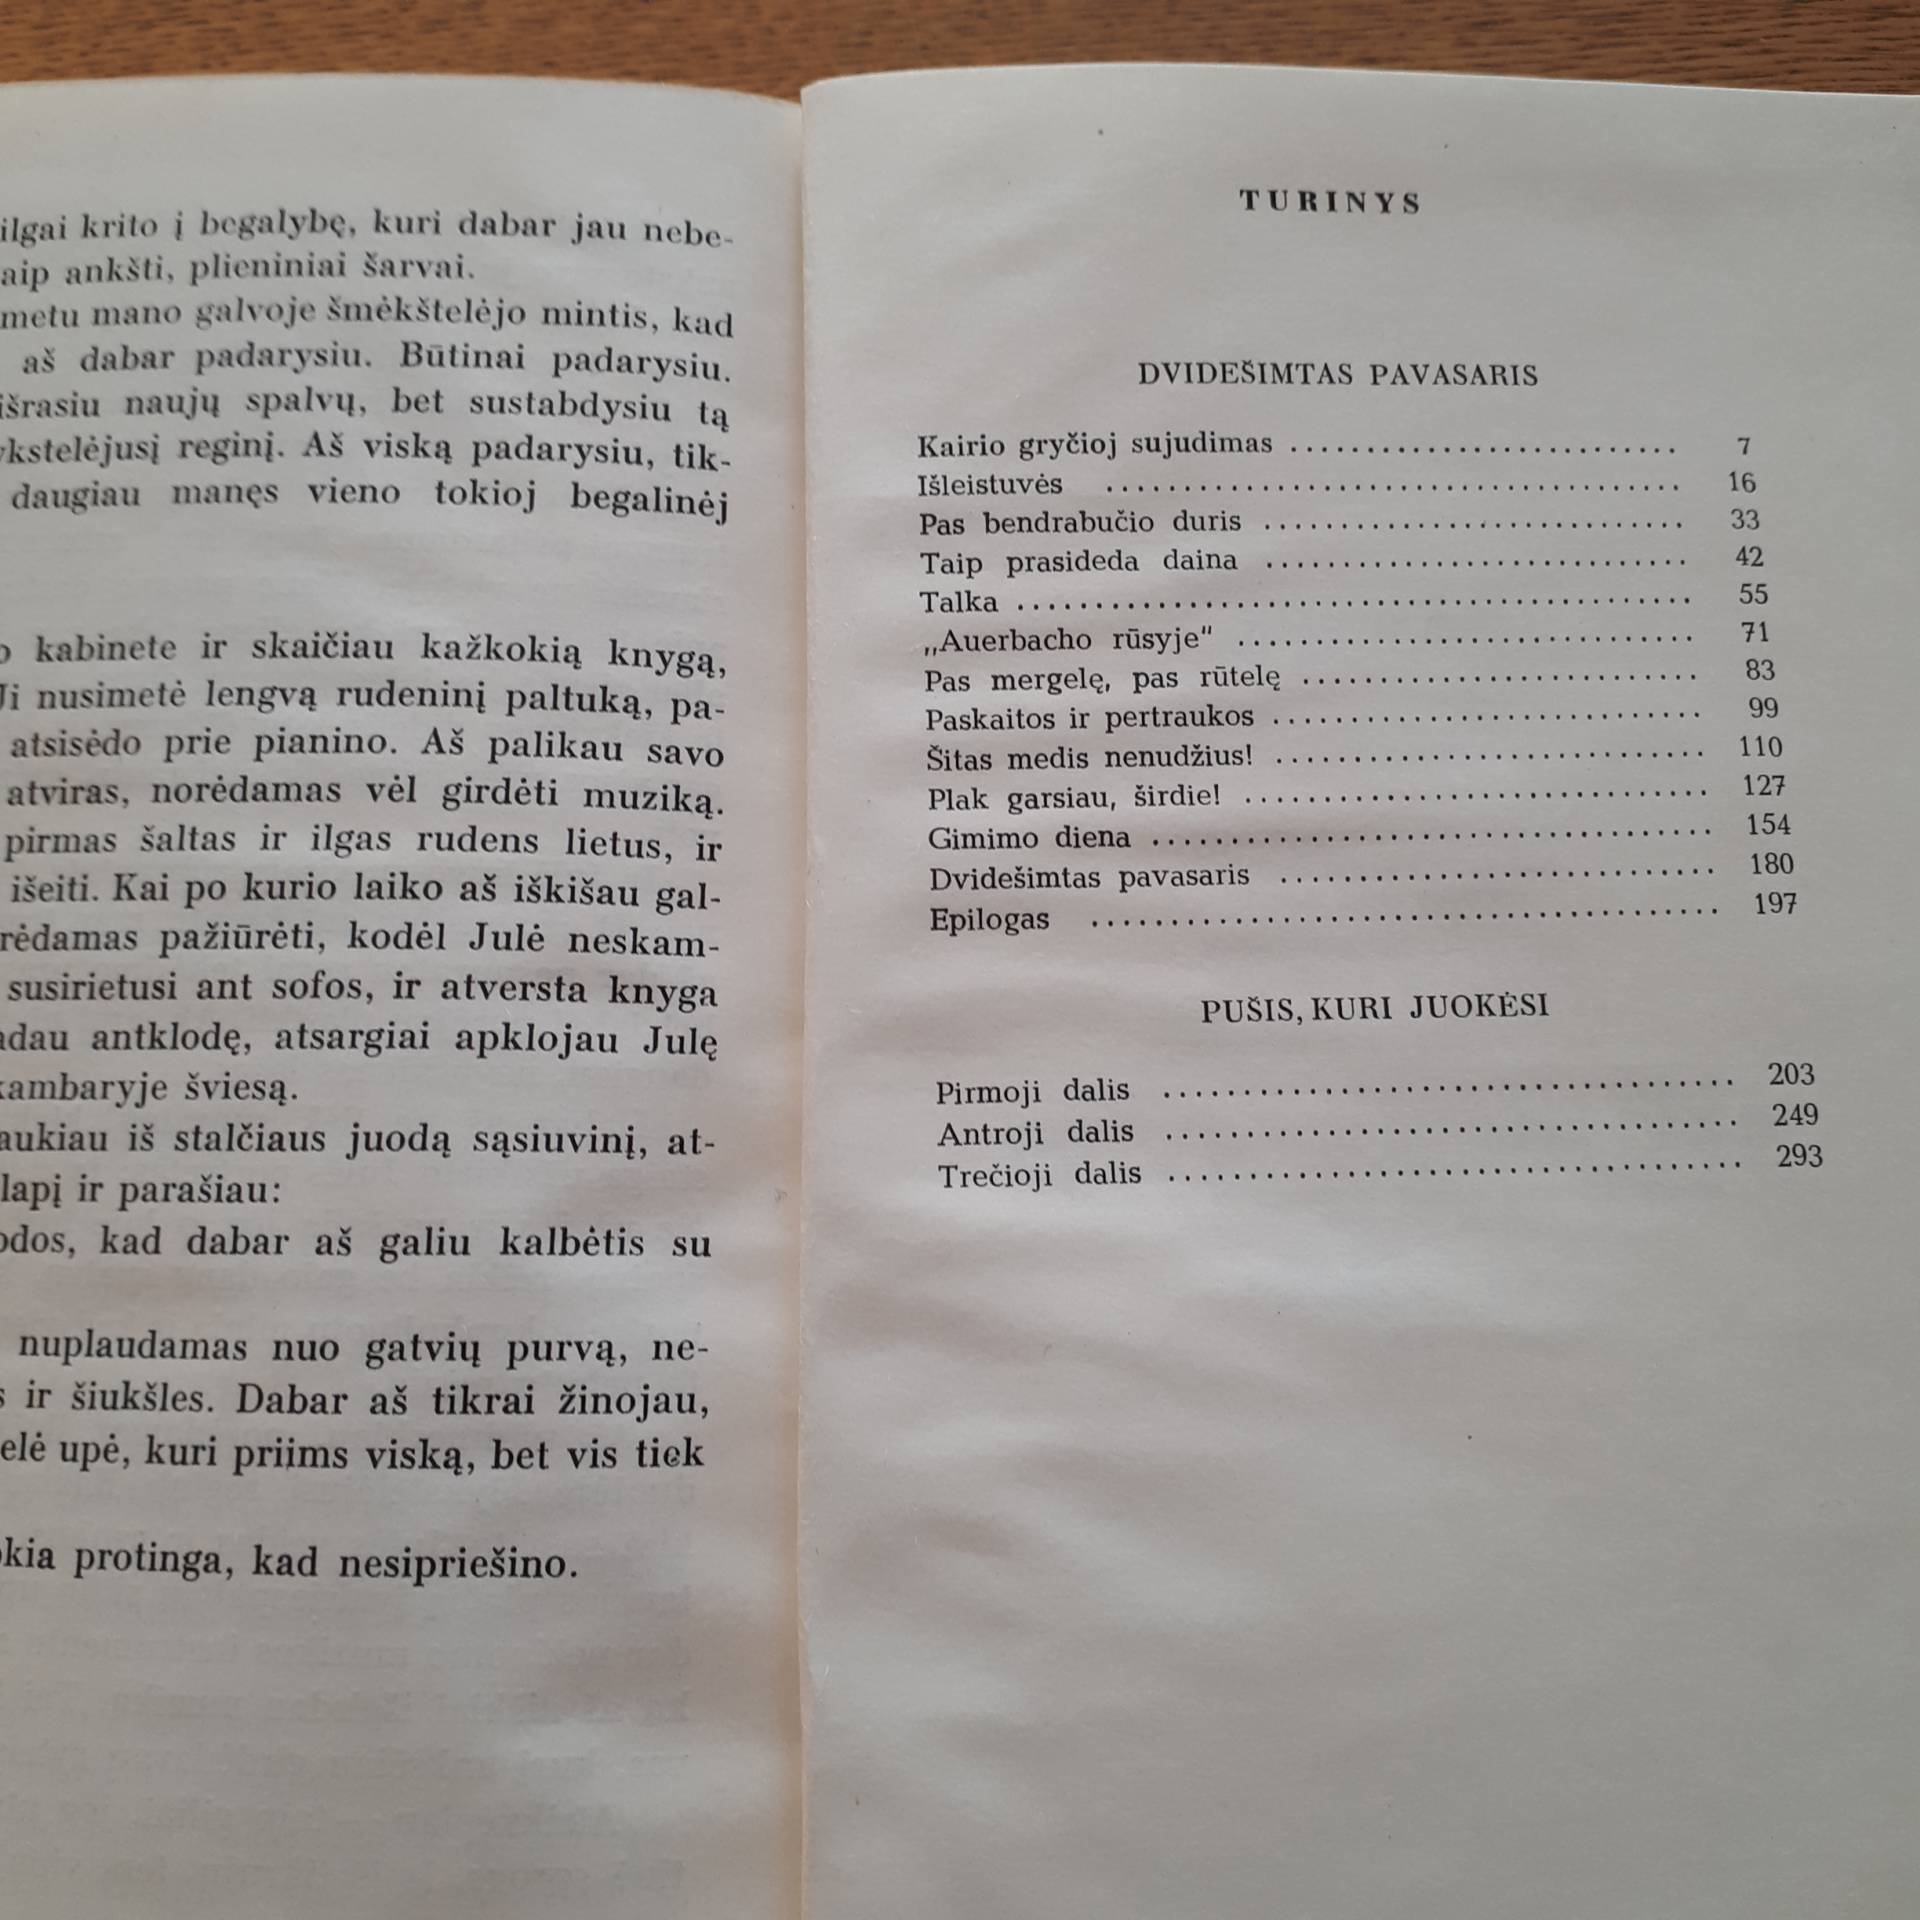 ilgai krito į begalybę, kuri dabar jau nebe-
aip ankšti, plieniniai šarvai.
metu mano galvoje šmėkštelėjo mintis, kad
aš dabar padarysiu. Būtinai padarysiu.
išrasiu naujų spalvų, bet sustabdysiu tą
kstelėjusį reginį. Aš viską padarysiu, tik-
daugiau manęs vieno tokioj begalinėj
o kabinete ir skaičiau kažkokią knygą,
Ji nusimetė lengvą rudeninį paltuką, pa-
atsisėdo prie pianino. Aš palikau savo
atviras, norėdamas vėl girdėti muziką.
pirmas šaltas ir ilgas rudens lietus, ir
išeiti. Kai po kurio laiko aš iškišau gal-
rėdamas pažiūrėti, kodėl Julė neskam-
susirietusi ant sofos, ir atversta knyga
dau antklodę, atsargiai apklojau Julę
kambaryje šviesą.
aukiau iš stalčiaus juodą sąsiuvinį, at-
lapį ir parašiau:
odos, kad dabar aš galiu kalbėtis su
nuplaudamas nuo gatvių purvą, ne-
s ir šiukšles. Dabar aš tikrai žinojau,
elė upė, kuri priims viską, bet vis tiek
okia protinga, kad nesipriešino.
TURINYS
DVIDEŠIMTAS PAVASARIS
Kairio gryčioj sujudimas ......................... 7
Išleistuvės ..................................... 16
Pas bendrabučio duris ........................... 33
Taip prasideda daina ............................ 42
Talka ............................................ 55
„Auerbacho rūsyje" .............................. 71
Pas mergelę, pas rūtelę .......................... 83
Paskaitos ir pertraukos ............................ 99
Šitas medis nenudžius! ............................ 110
Plak garsiau, širdie! .............................. 127
Gimimo diena ..................................... 154
Dvidešimtas pavasaris ............................. 180
Epilogas ......................................... 197
PUŠIS, KURI JUOKĖSI
Pirmoji dalis ..................................... 203
Antroji dalis ..................................... 249
Trečioji dalis ..................................... 293